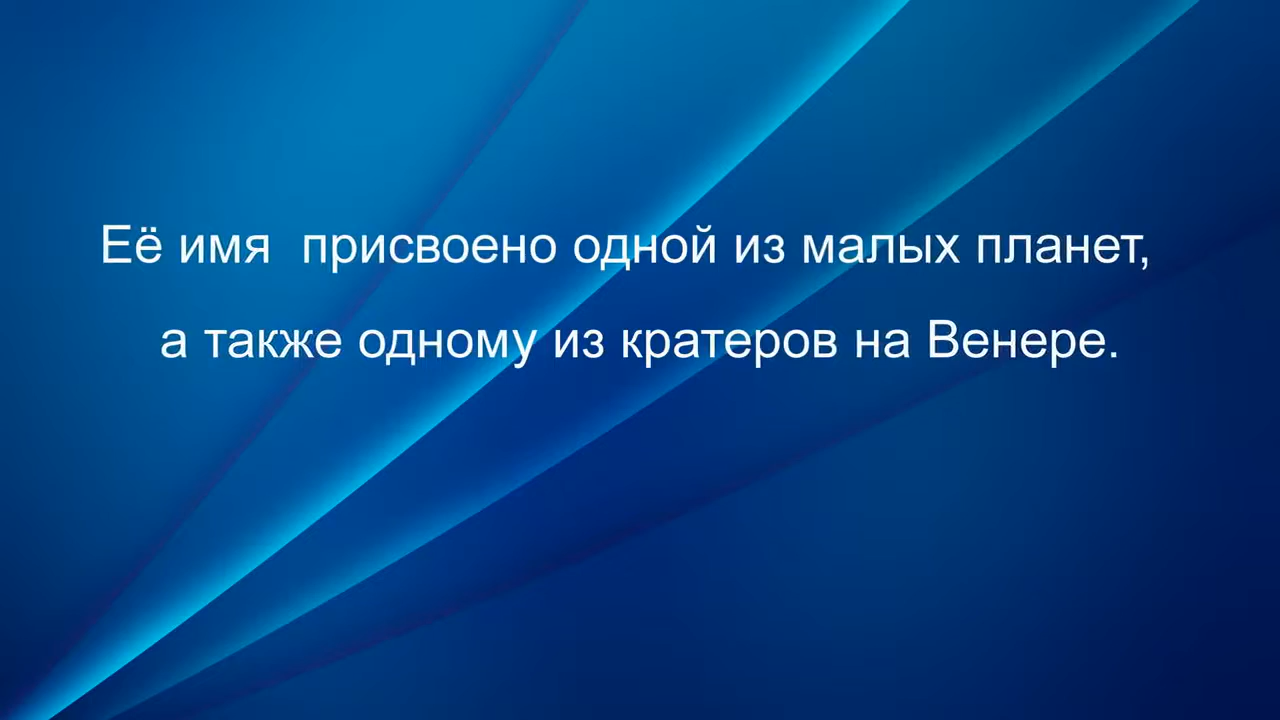 Её имя  присвоено одной из малых планет,
а также одному из кратеров на Венере.